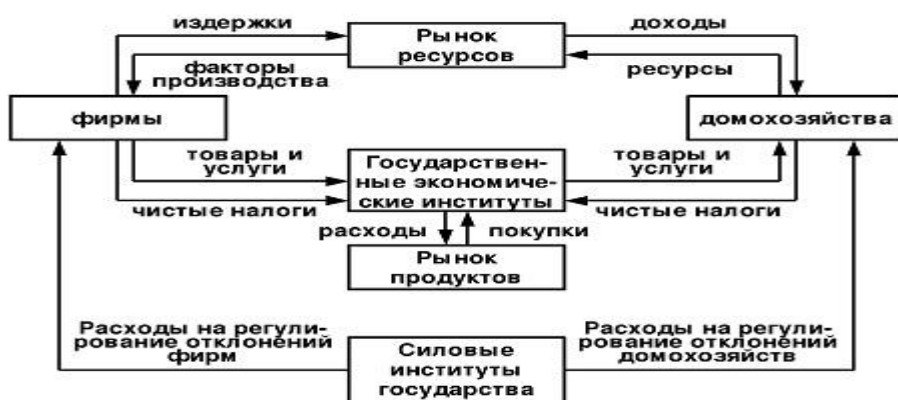 издержки
Рынок
ресурсов
доходы
факторы
производства
ресурсы
фирмы
домохозяйства
товары и
услуги
Государствен-
ные экономиче-
ские институты
товары и
услуги
чистые налоги
чистые налоги
расходы
покупки
Рынок
продуктов
Расходы на регули-
рование отклонений
фирм
Силовые
институты
государства
Расходы на регули-
рование отклонений
домохозяйств